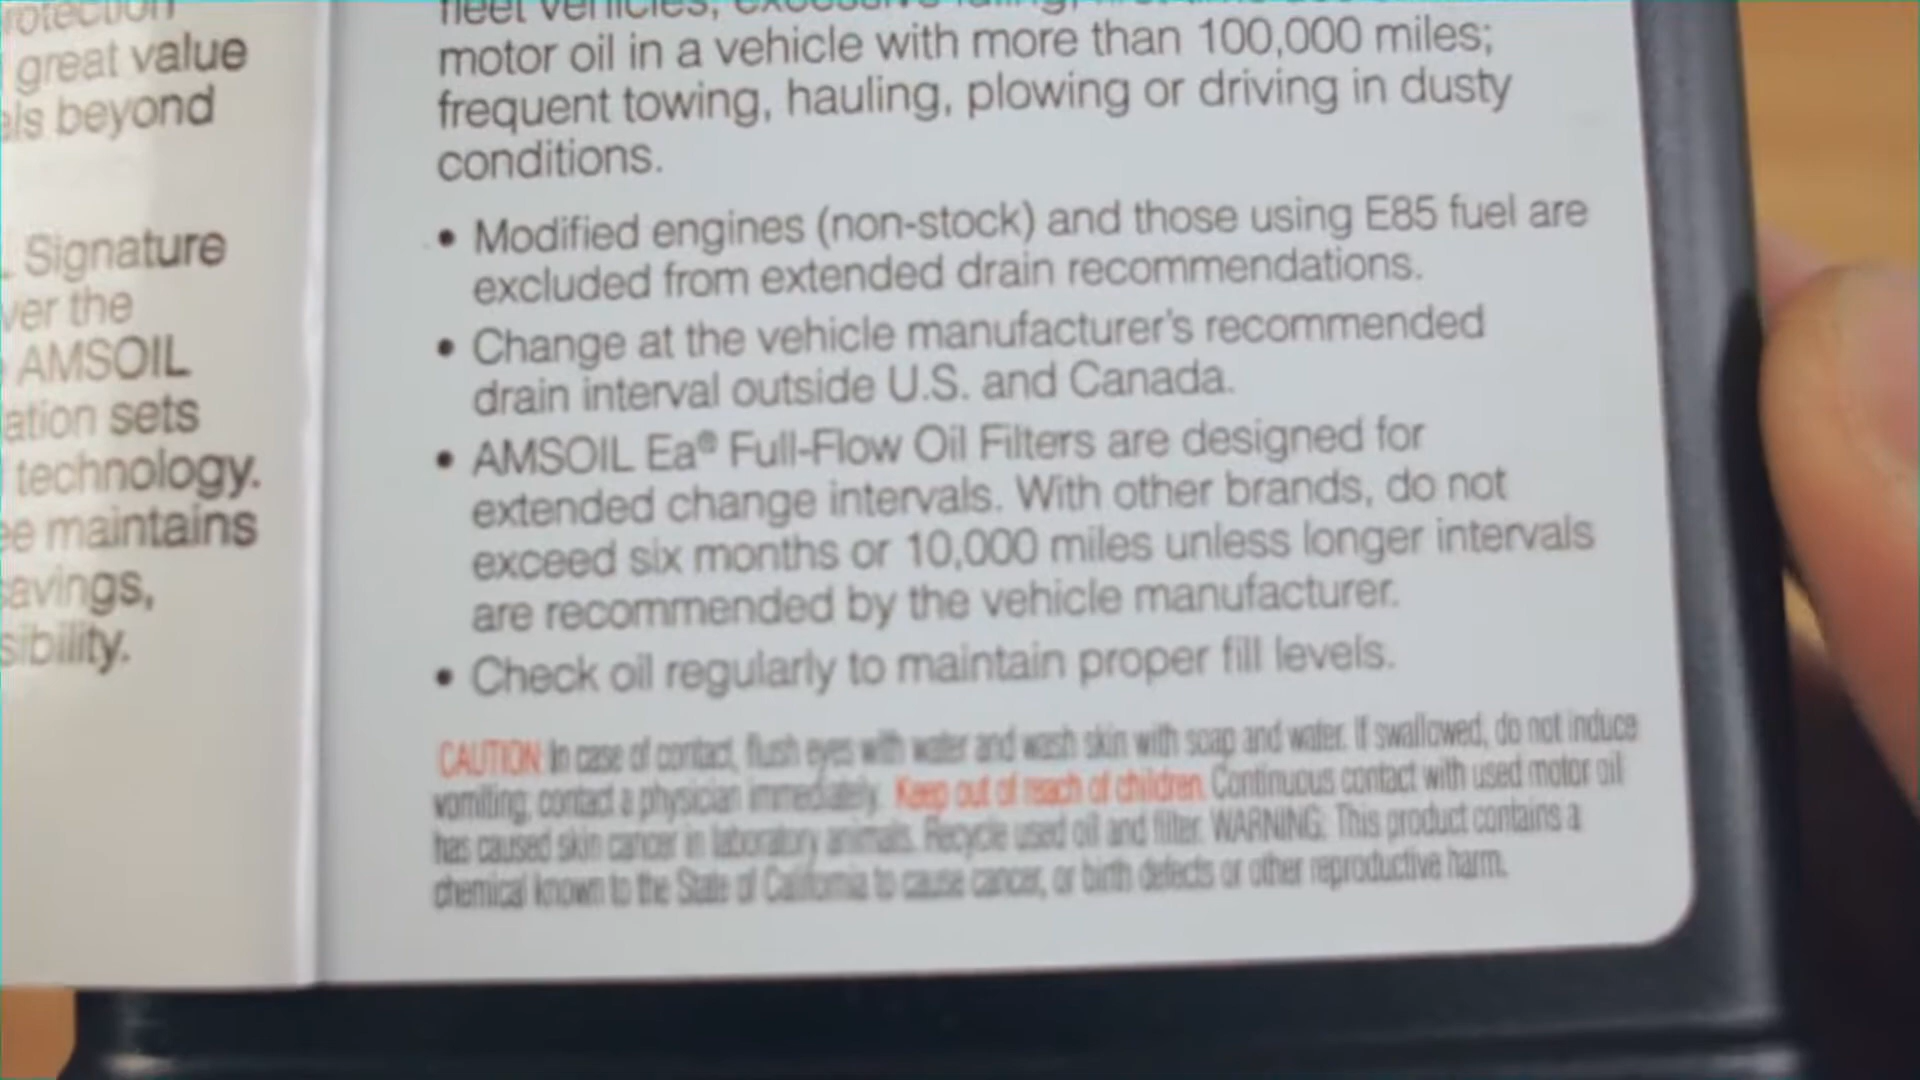 great value
beyond
Signature
the
AMSOIL
sets
technology.
maintains
motor oil in a vehicle with more than 100,000 miles;
frequent towing, hauling, plowing or driving in dusty
conditions.
• Modified engines (non-stock) and those using E85 fuel are
excluded from extended drain recommendations.
• Change at the vehicle manufacturer's recommended
drain interval outside U.S. and Canada.
• AMSOIL Ea® Full-Flow Oil Filters are designed for
extended change intervals. With other brands, do not
exceed six months or 10,000 miles unless longer intervals
are recommended by the vehicle manufacturer.
• Check oil regularly to maintain proper fill levels.
CAUTION: In case of contact, flush eyes with water and wash skin with soap and water. If swallowed, do not induce
vomiting; contact a physician immediately. Keep out of reach of children. Continuous contact with used motor oil
has caused skin cancer in laboratory animals. Recycle used oil and filter. WARNING: This product contains a
chemical known to the State of California to cause cancer, or birth defects or other reproductive harm.